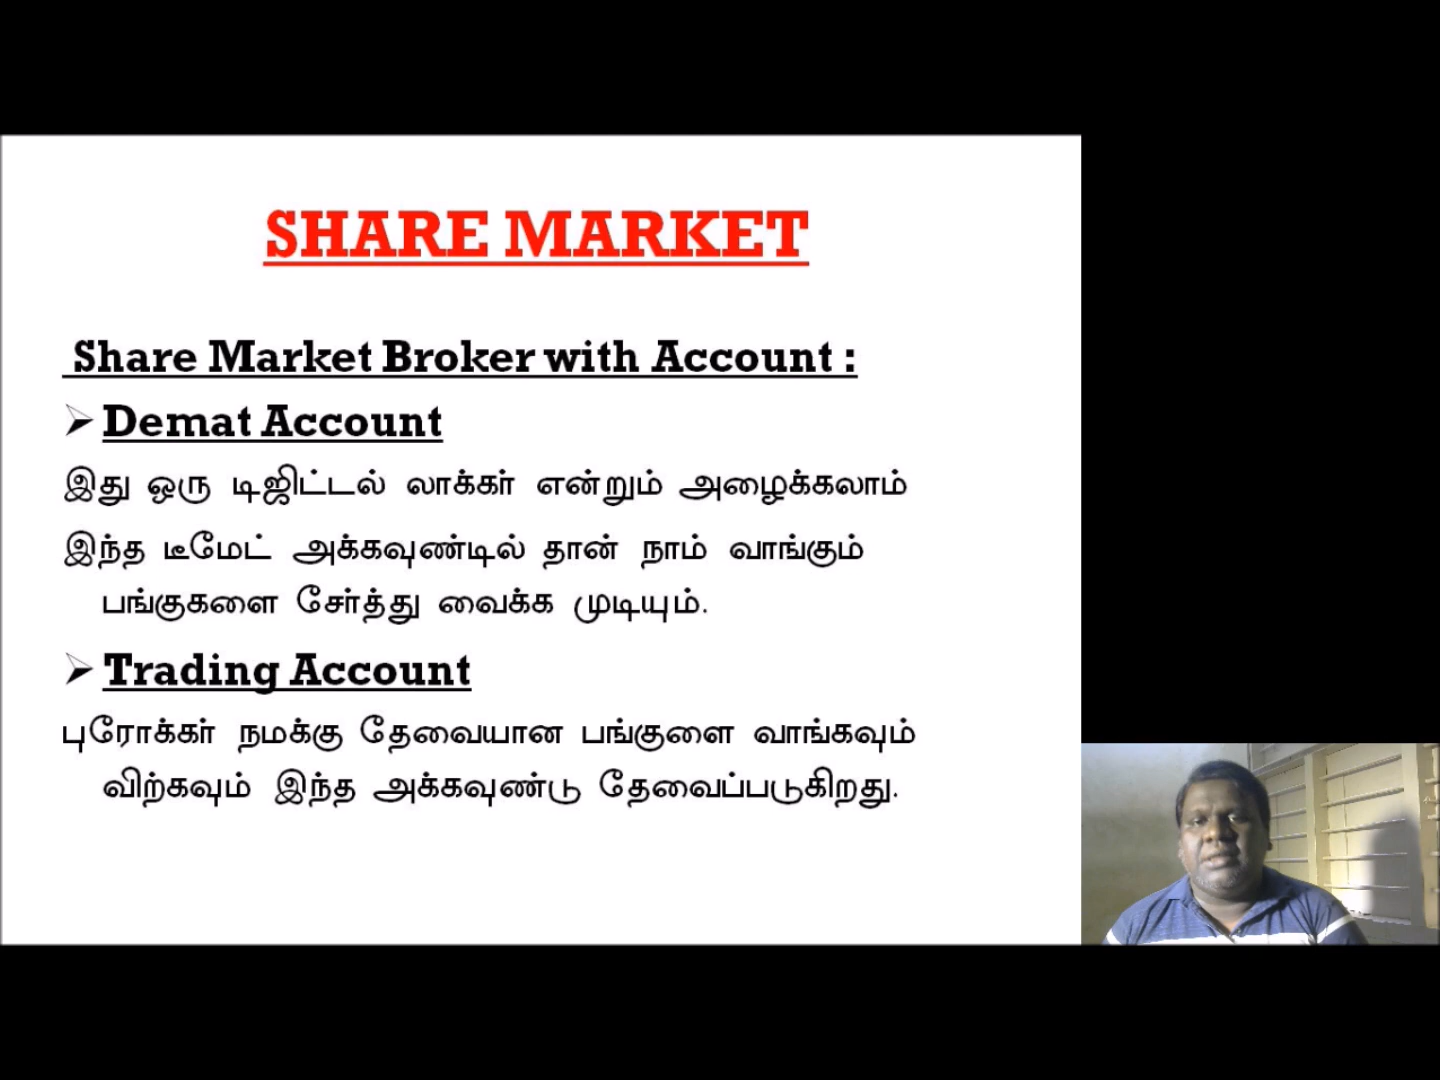 SHARE MARKET
Share Market Broker with Account :
➢ Demat Account
இது ஒரு டிஜிட்டல் லாக்கர் என்றும் அழைக்கலாம்
இந்த டீமேட் அக்கவுண்டில் தான் நாம் வாங்கும்
பங்குகளை சேர்த்து வைக்க முடியும்.
➢ Trading Account
புரோக்கர் நமக்கு தேவையான பங்குளை வாங்கவும்
விற்கவும் இந்த அக்கவுண்டு தேவைப்படுகிறது.